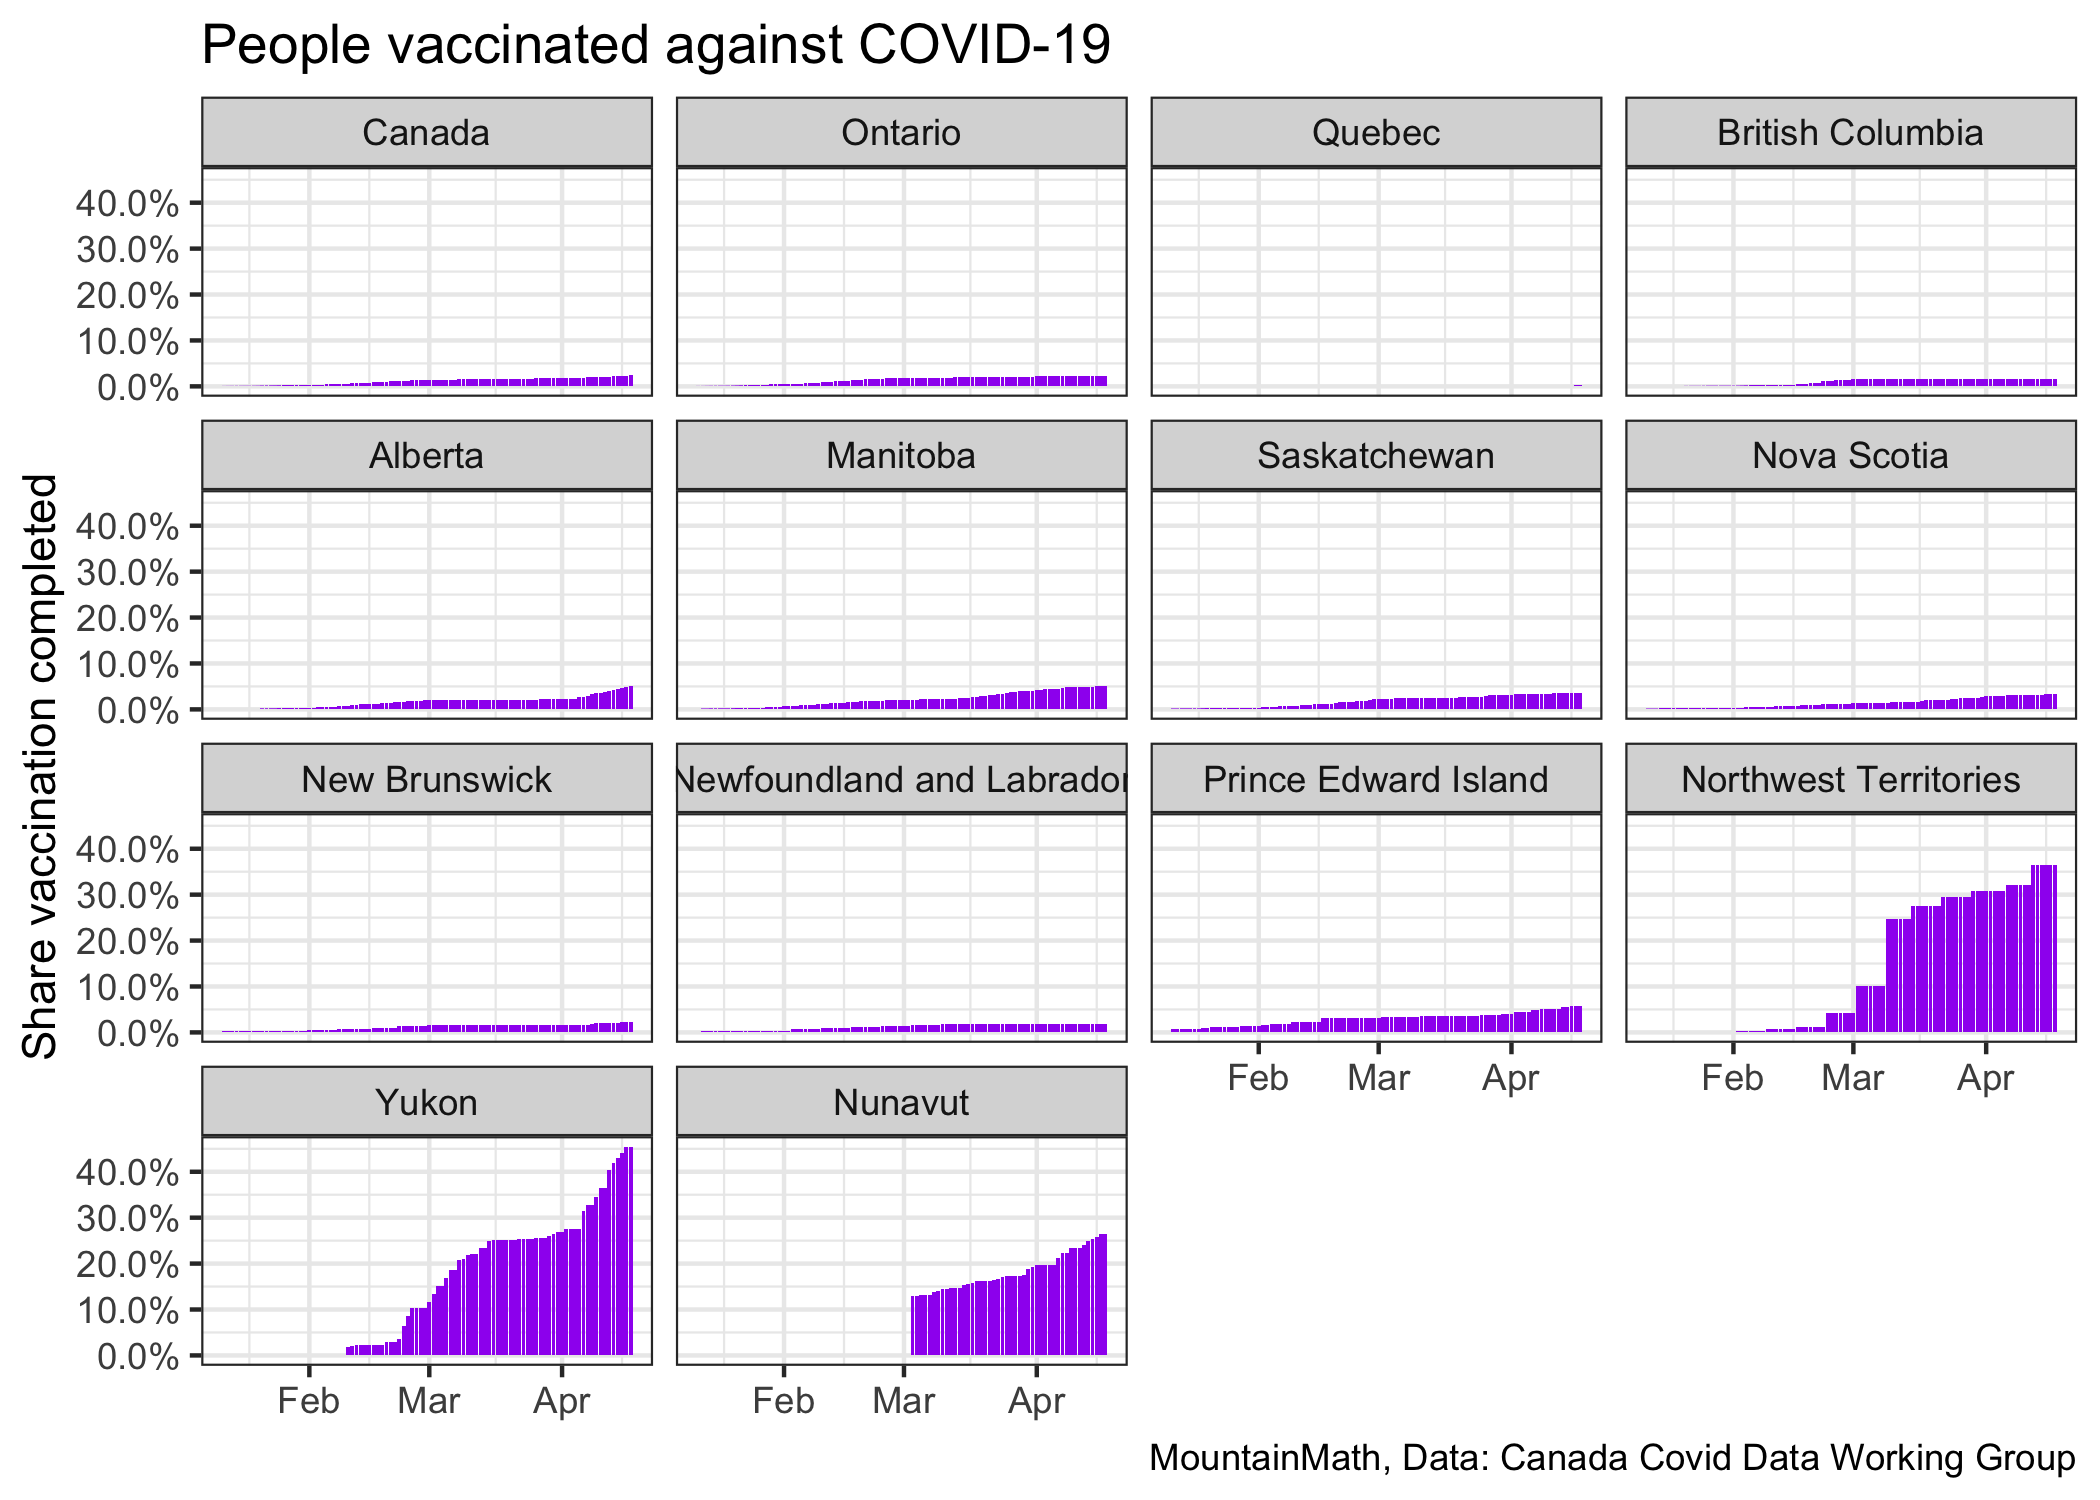 People vaccinated against COVID-19
Canada
Ontario
Quebec
British Columbia
40.0%
30.0%
20.0%
10.0%
0.0%
Alberta
Manitoba
Saskatchewan
Nova Scotia
40.0%
30.0%
20.0%
10.0%
0.0%
Share vaccination completed
New Brunswick
Newfoundland and Labrador
Prince Edward Island
Northwest Territories
40.0%
30.0%
20.0%
10.0%
0.0%
Feb Mar Apr
Feb Mar Apr
Yukon
Nunavut
40.0%
30.0%
20.0%
10.0%
0.0%
Feb Mar Apr
Feb Mar Apr
MountainMath, Data: Canada Covid Data Working Group